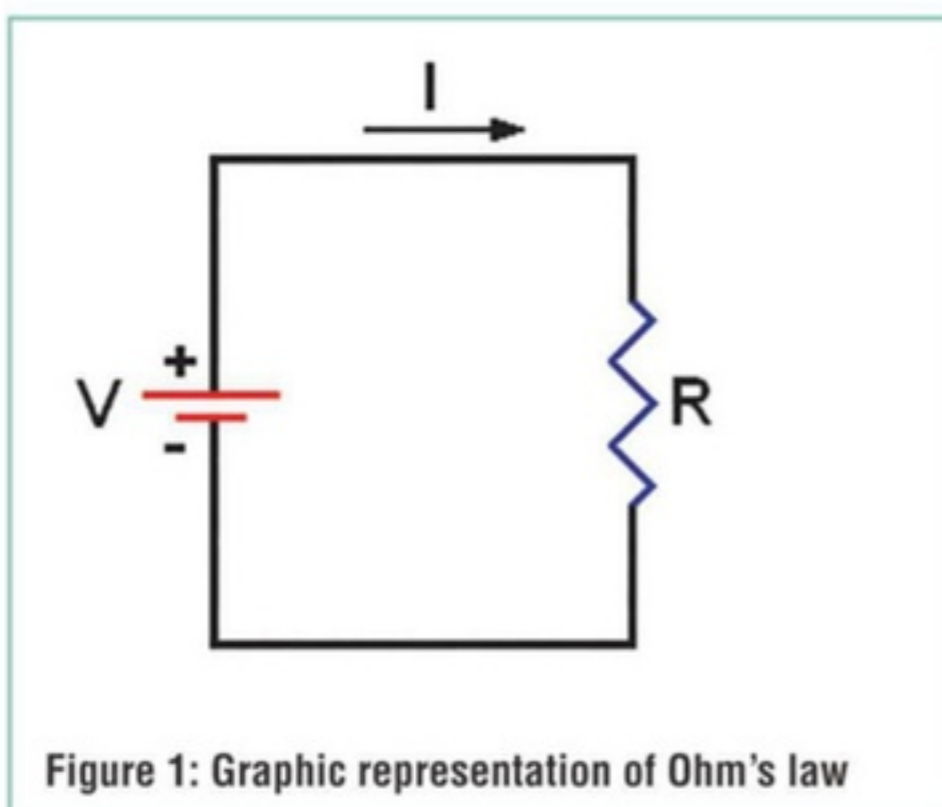 I
+
V
-
R
Figure 1: Graphic representation of Ohm's law